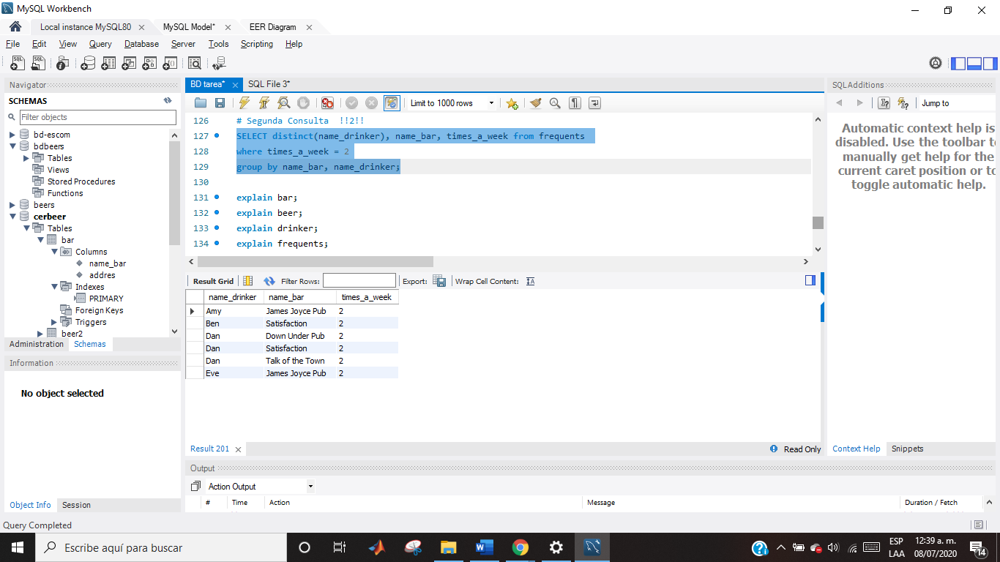 MySQL Workbench
Local instance MySQL80 MySQL Model* EER Diagram
File Edit View Query Database Server Tools Scripting Help
Navigator
SCHEMAS
Filter objects
bd-escom
bdbeers
Tables
Views
Stored Procedures
Functions
beers
cerbeer
Tables
bar
Columns
name_bar
addres
Indexes
PRIMARY
Foreign Keys
Triggers
beer2
Administration Schemas
Information
No object selected
Object Info Session
BD tarea* SQL File 3*
Limit to 1000 rows
126 # Segunda Consulta !!2!!
127 SELECT distinct(name_drinker), name_bar, times_a_week from frequents
128 where times_a_week = 2
129 group by name_bar, name_drinker;
130
131 explain bar;
132 explain beer;
133 explain drinker;
134 explain frequents;
Result Grid Filter Rows: Export: Wrap Cell Content:
name_drinker name_bar times_a_week
Amy James Joyce Pub 2
Ben Satisfaction 2
Dan Down Under Pub 2
Dan Satisfaction 2
Dan Talk of the Town 2
Eve James Joyce Pub 2
Result 201 Read Only
Output
Action Output
# Time Action Message Duration / Fetch
SQLAdditions
Jump to
Automatic context help is
disabled. Use the toolbar to
manually get help for the
current caret position or to
toggle automatic help.
Context Help Snippets
Query Completed
Escribe aquí para buscar
ESP
LAA
12:39 a. m.
08/07/2020
14